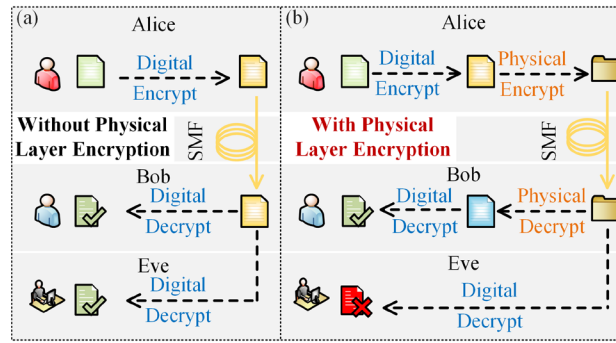 (a)
Alice
Digital
Encrypt
Without Physical
Layer Encryption
SMF
Bob
Digital
Decrypt
Eve
Digital
Decrypt
(b)
Alice
Digital
Encrypt
Physical
Encrypt
With Physical
Layer Encryption
SMF
Bob
Digital
Decrypt
Physical
Decrypt
Eve
Digital
Decrypt